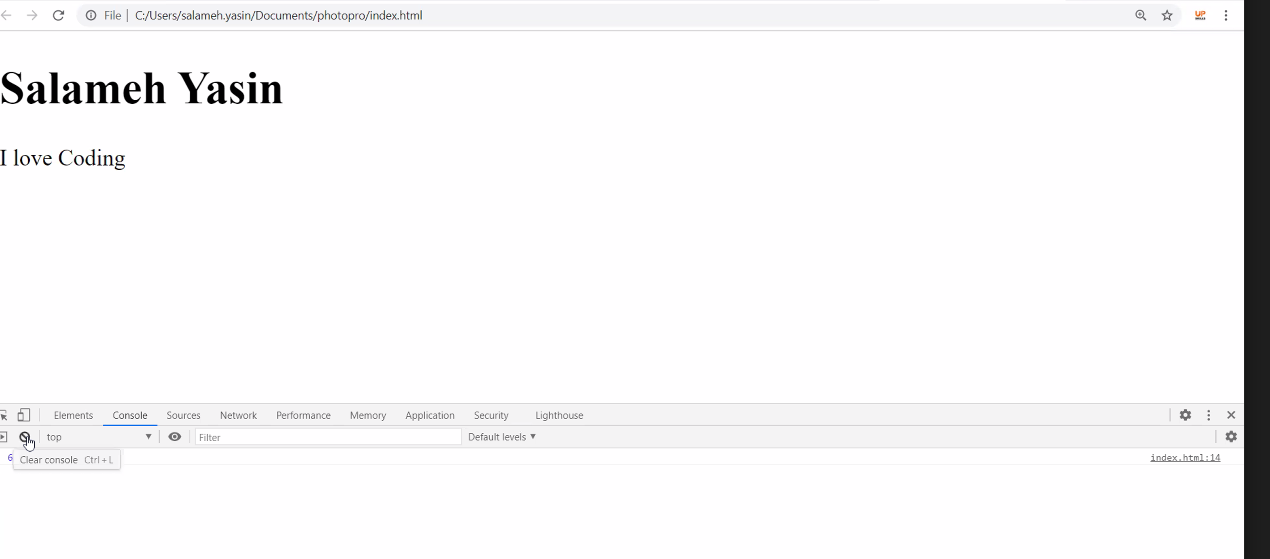 File | C:/Users/salameh.yasin/Documents/photopro/index.html
UP
Salameh Yasin
I love Coding
Elements Console Sources Network Performance Memory Application Security Lighthouse
top Filter Default levels
6 index.html:14
Clear console Ctrl+L